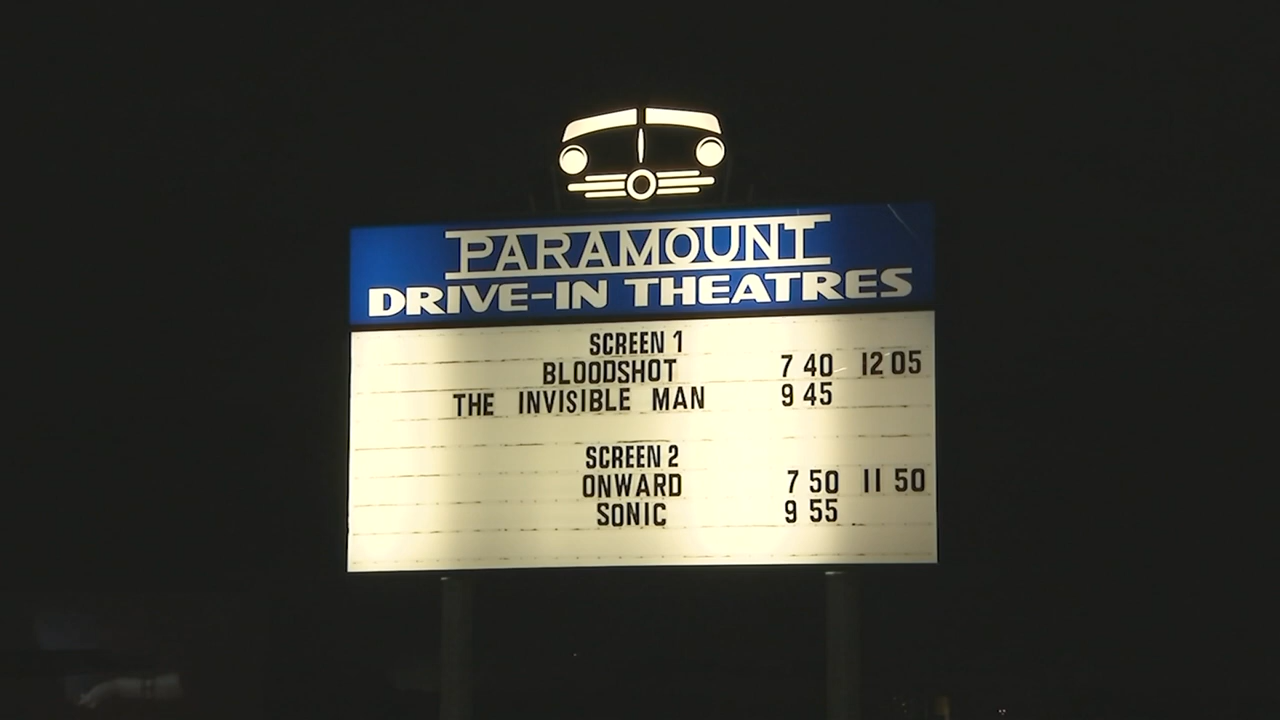 PARAMOUNT
DRIVE-IN THEATRES
SCREEN 1
BLOODSHOT 7 40 12 05
THE INVISIBLE MAN 9 45
SCREEN 2
ONWARD 7 50 11 50
SONIC 9 55